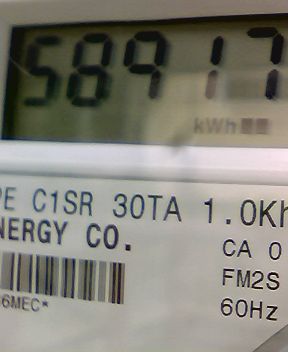 58917
kWh
PE C1SR 30TA 1.0Kh
NERGY CO.
CA 0
FM2S
6MEC*
60Hz